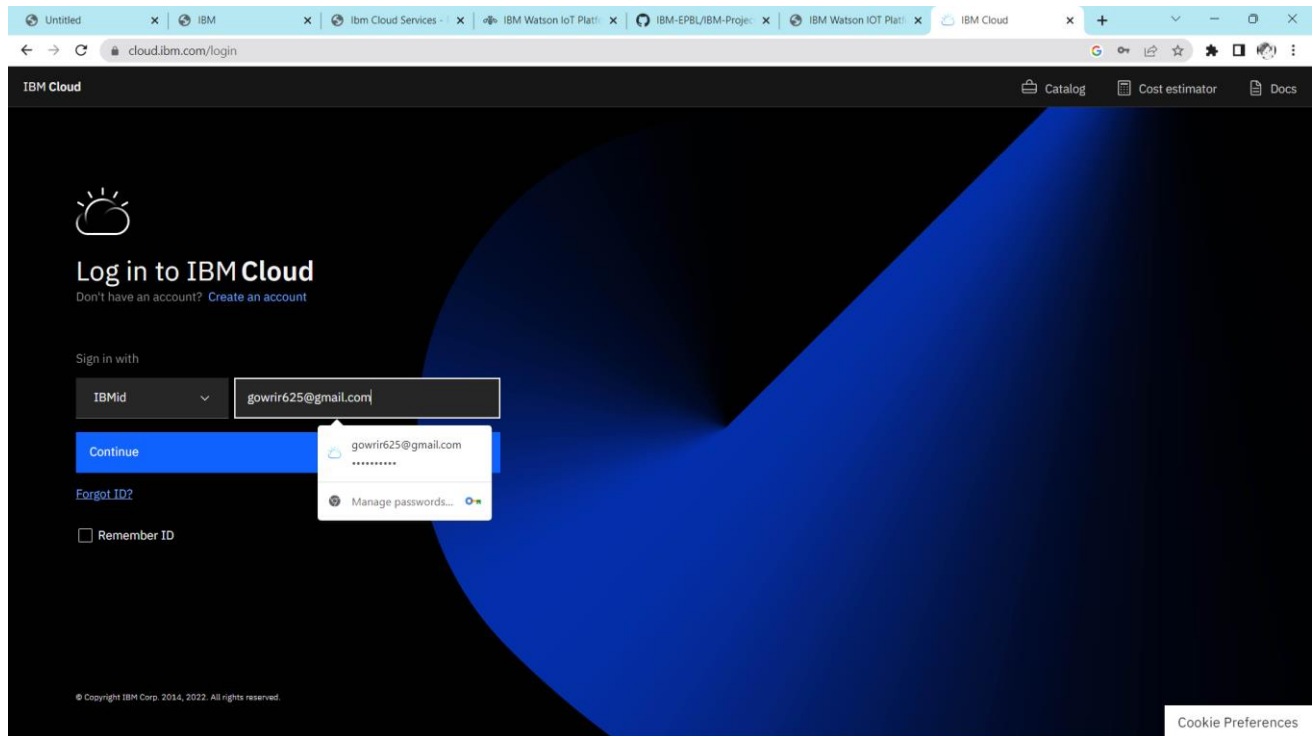 Untitled
IBM
Ibm Cloud Services -
IBM Watson IoT Platfo
IBM-EPBL/IBM-Projec
IBM Watson IOT Platf
IBM Cloud
cloud.ibm.com/login
IBM Cloud
Catalog
Cost estimator
Docs
Log in to IBM Cloud
Don't have an account? Create an account
Sign in with
IBMid
gowrir625@gmail.com
Continue
gowrir625@gmail.com
••••••••••
Manage passwords...
Forgot ID?
Remember ID
© Copyright IBM Corp. 2014, 2022. All rights reserved.
Cookie Preferences